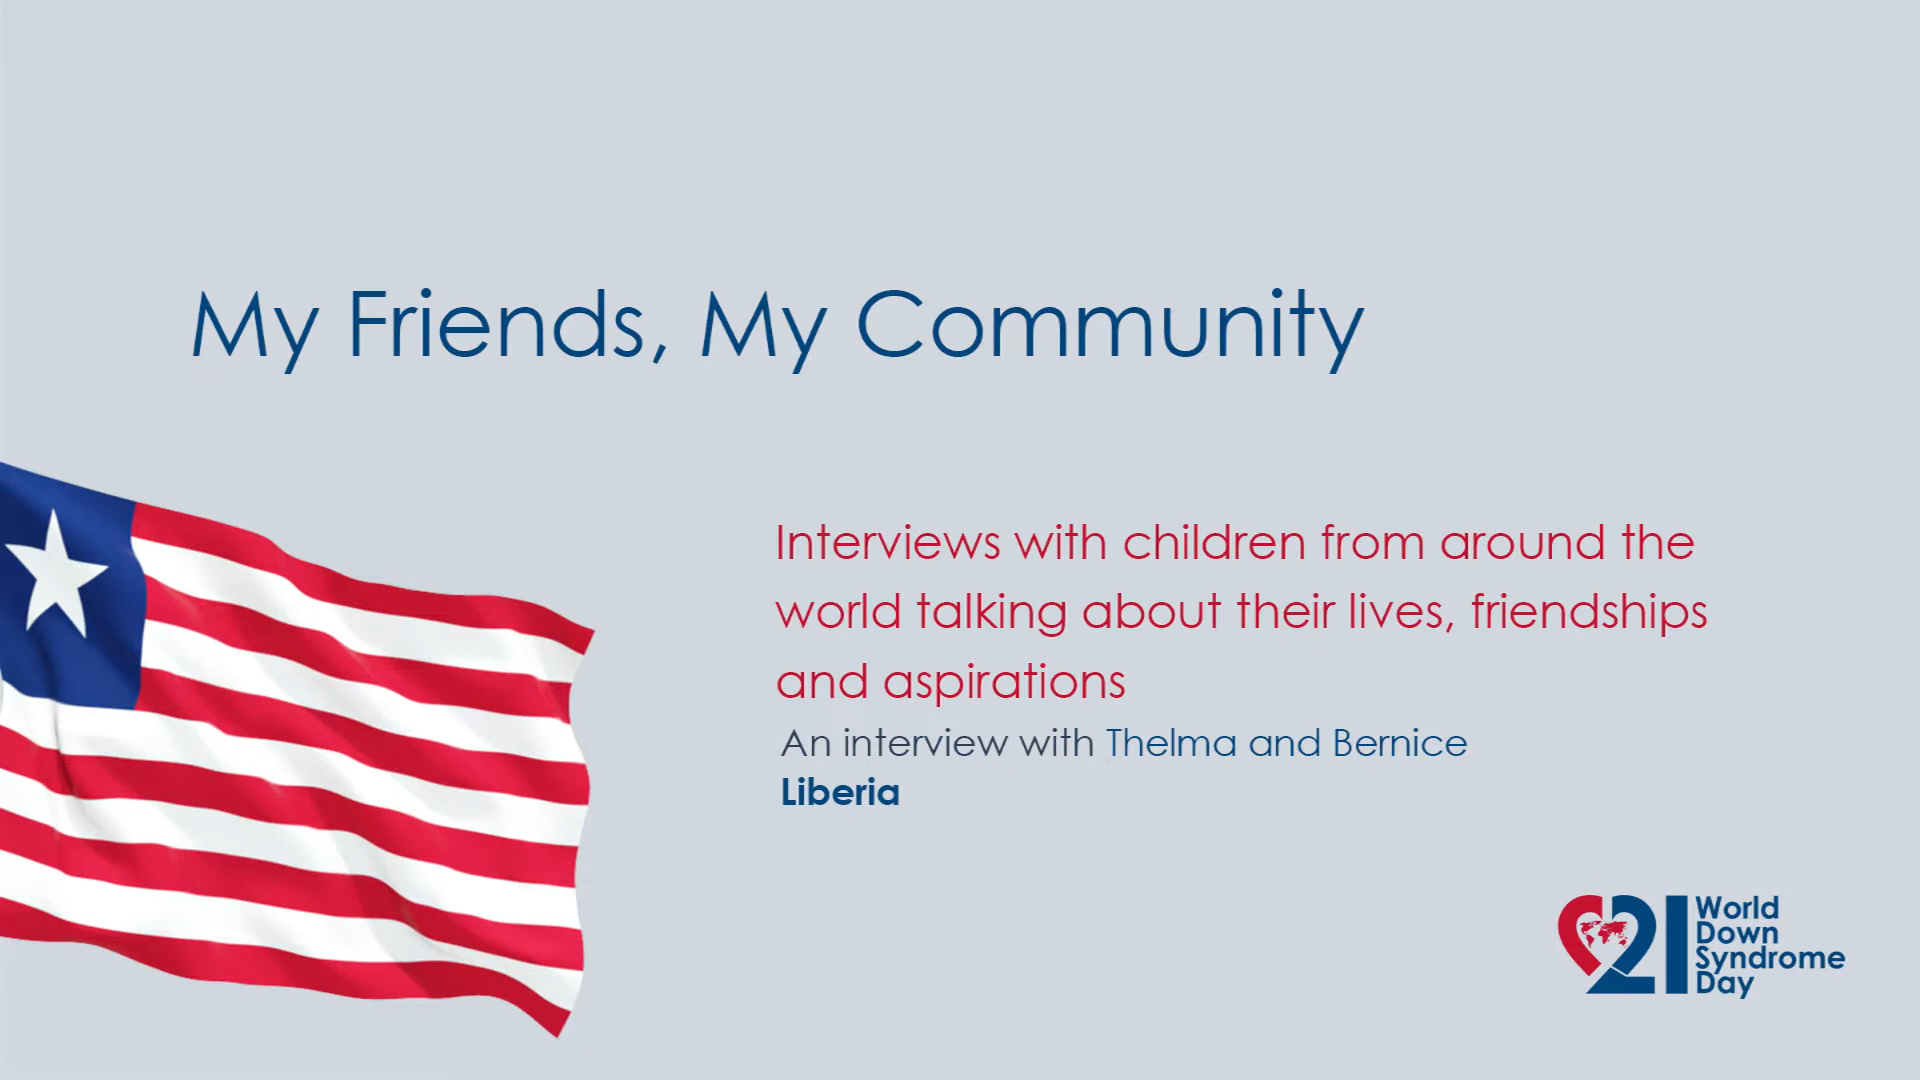 My Friends, My Community
Interviews with children from around the
world talking about their lives, friendships
and aspirations
An interview with Thelma and Bernice
Liberia
21
World
Down
Syndrome
Day